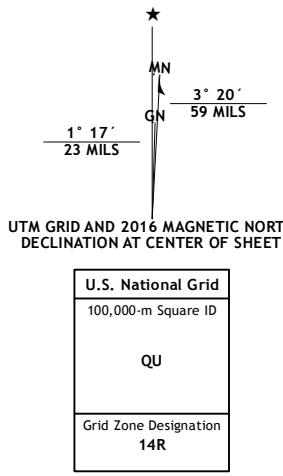 MN
3° 20´
59 MILS
GN
1° 17´
23 MILS
UTM GRID AND 2016 MAGNETIC NORT
DECLINATION AT CENTER OF SHEET
U.S. National Grid
100,000-m Square ID
QU
Grid Zone Designation
14R